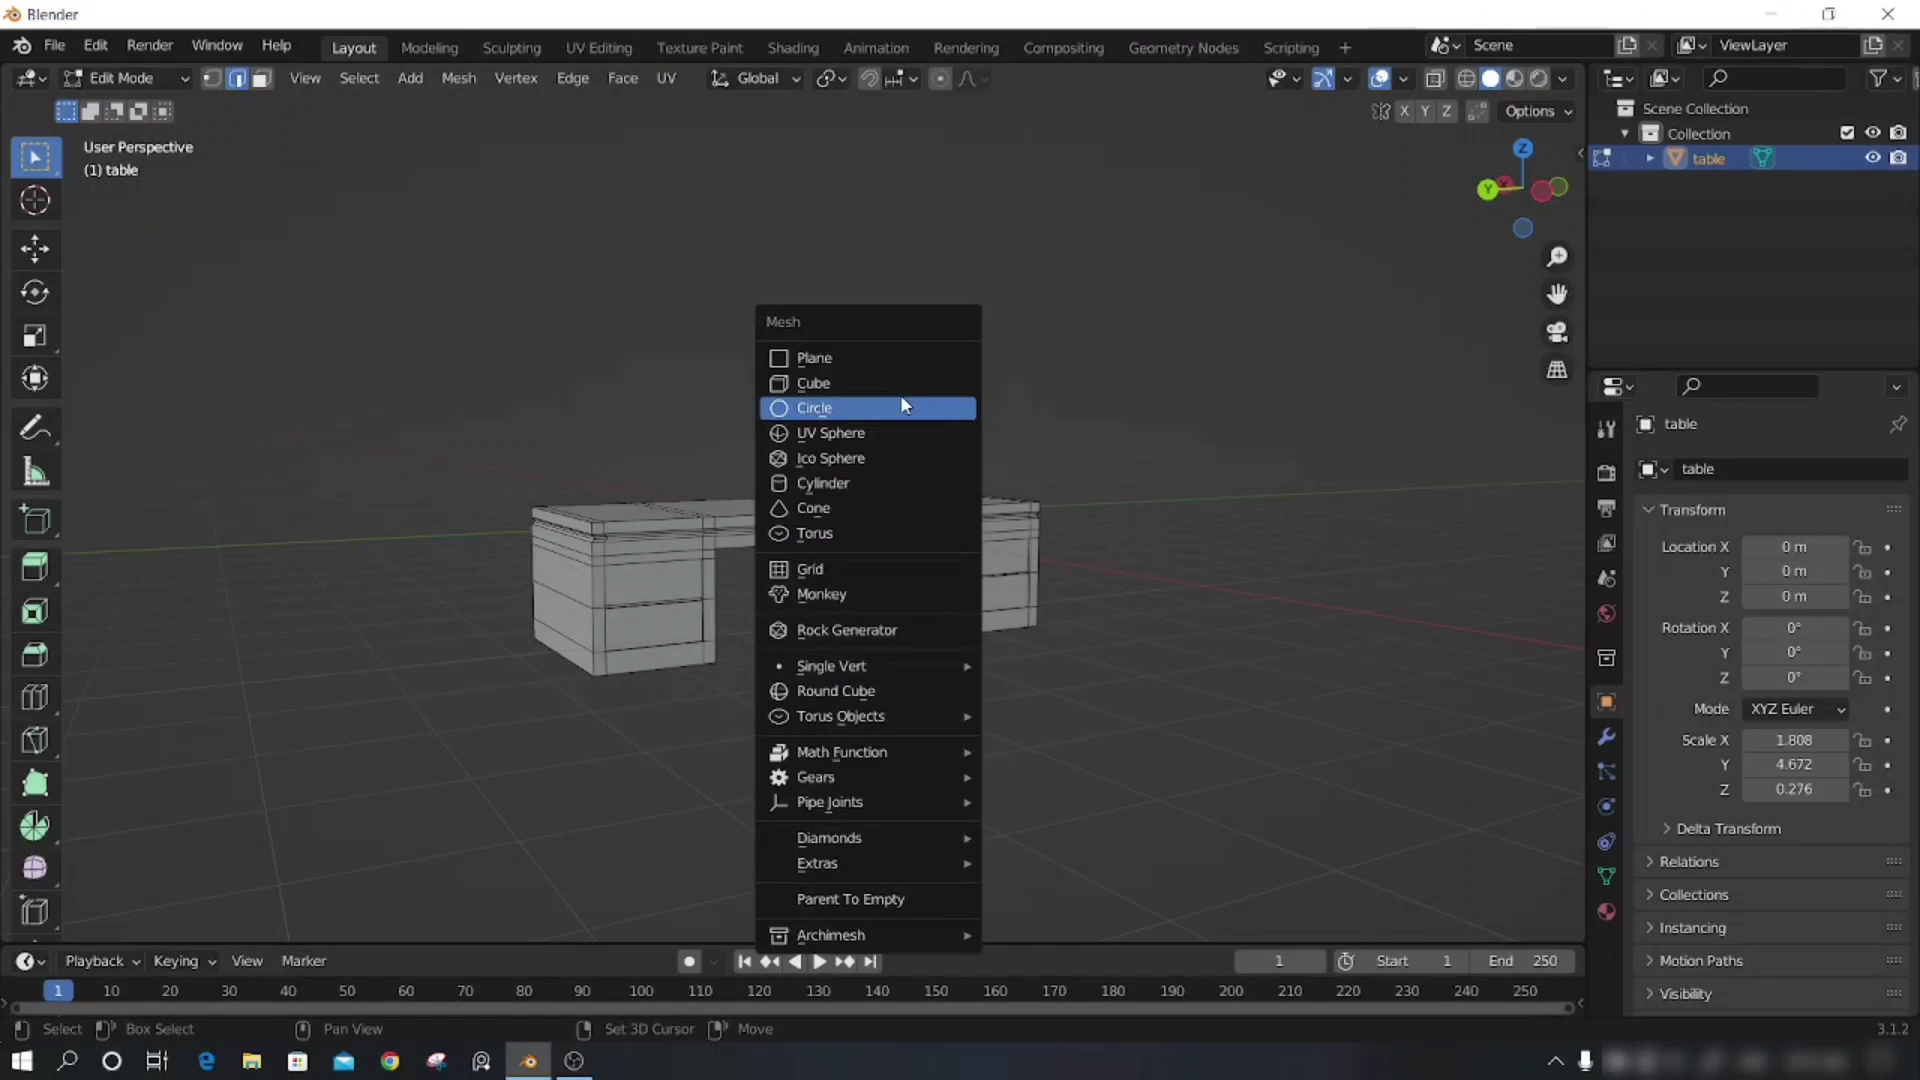 Blender
File Edit Render Window Help Layout Modeling Sculpting UV Editing Texture Paint Shading Animation Rendering Compositing Geometry Nodes Scripting + Scene ViewLayer
Edit Mode View Select Add Mesh Vertex Edge Face UV Global
X Y Z Options
Scene Collection
Collection
table
User Perspective
(1) table
Z
Y
Mesh
Plane
Cube
Circle
UV Sphere
Ico Sphere
Cylinder
Cone
Torus
Grid
Monkey
Rock Generator
Single Vert
Round Cube
Torus Objects
Math Function
Gears
Pipe Joints
Diamonds
Extras
Parent To Empty
Archimesh
table
table
Transform
Location X 0 m
Y 0 m
Z 0 m
Rotation X 0°
Y 0°
Z 0°
Mode XYZ Euler
Scale X 1.808
Y 4.672
Z 0.276
Delta Transform
Relations
Collections
Instancing
Motion Paths
Visibility
Playback Keying View Marker 1 Start 1 End 250
1 10 20 30 40 50 60 70 80 90 100 110 120 130 140 150 160 170 180 190 200 210 220 230 240 250
Select Box Select Pan View Set 3D Cursor Move 3.1.2